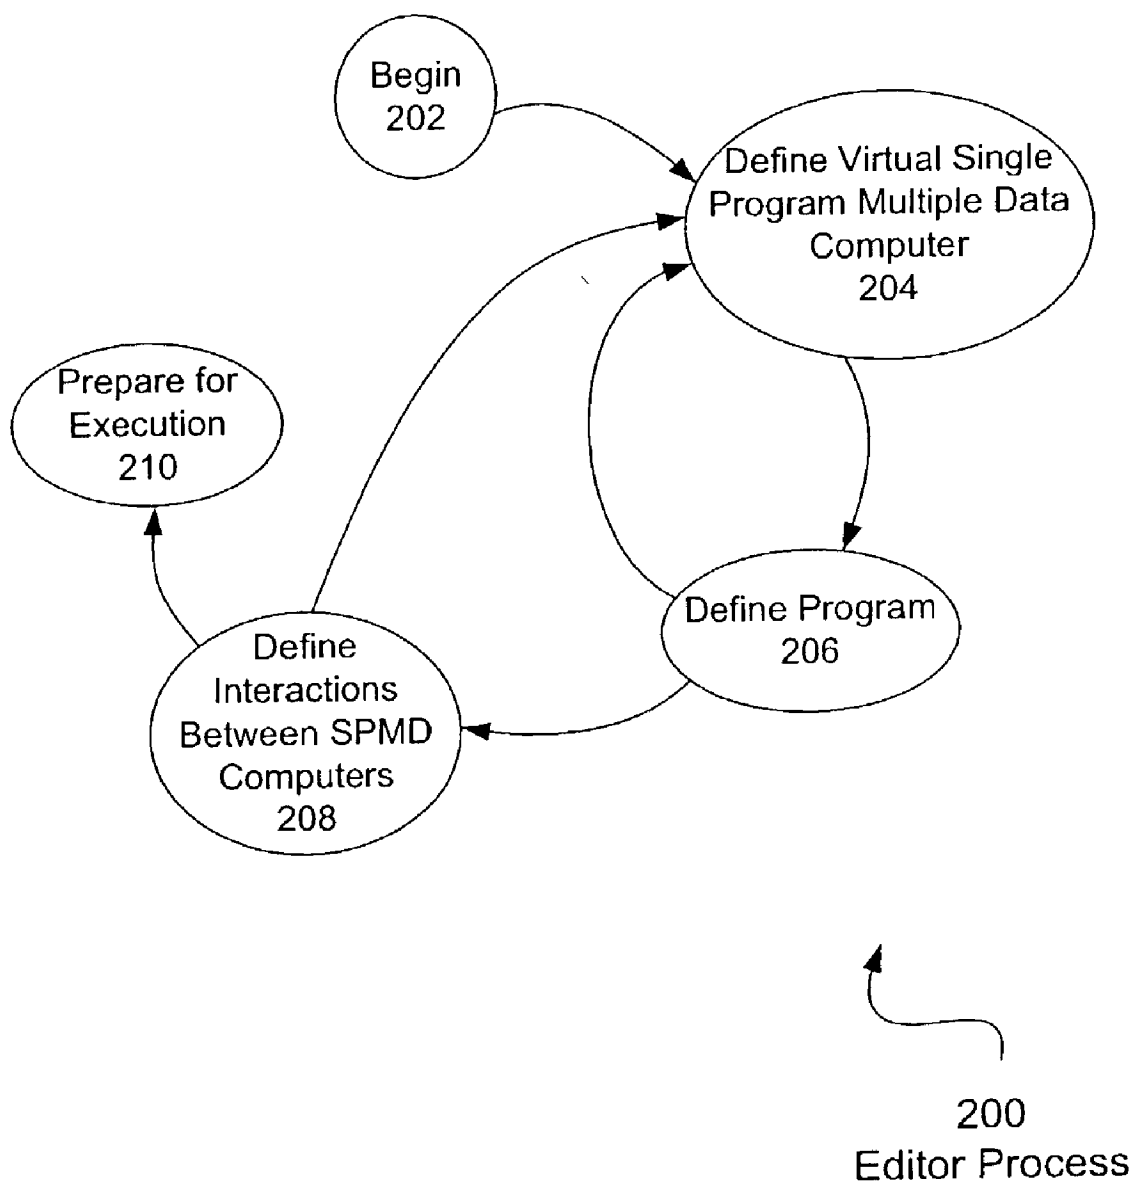 Begin
202
Define Virtual Single
Program Multiple Data
Computer
204
Prepare for
Execution
210
Define Program
206
Define
Interactions
Between SPMD
Computers
208
200
Editor Process